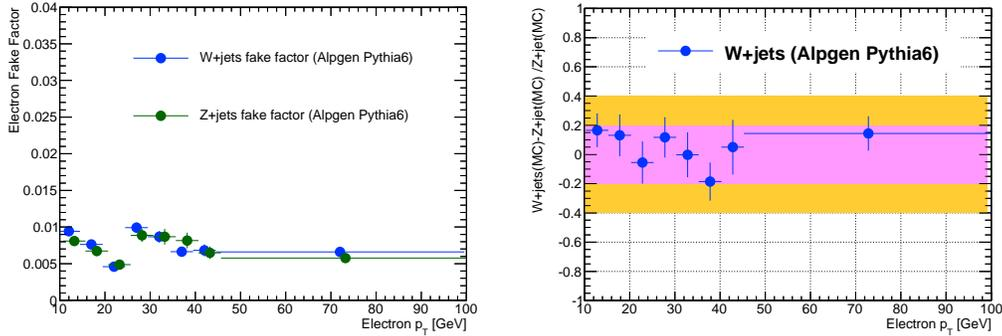 Electron Fake Factor
0.04
0.035
0.03
0.025
0.02
0.015
0.01
0.005
0
W+jets fake factor (Alpgen Pythia6)
Z+jets fake factor (Alpgen Pythia6)
10 20 30 40 50 60 70 80 90 100
Electron p_T [GeV]
W+jets(MC)-Z+jet(MC) /Z+jet(MC)
1
0.8
0.6
0.4
0.2
0
-0.2
-0.4
-0.6
-0.8
-1
W+jets (Alpgen Pythia6)
10 20 30 40 50 60 70 80 90 100
Electron p_T [GeV]